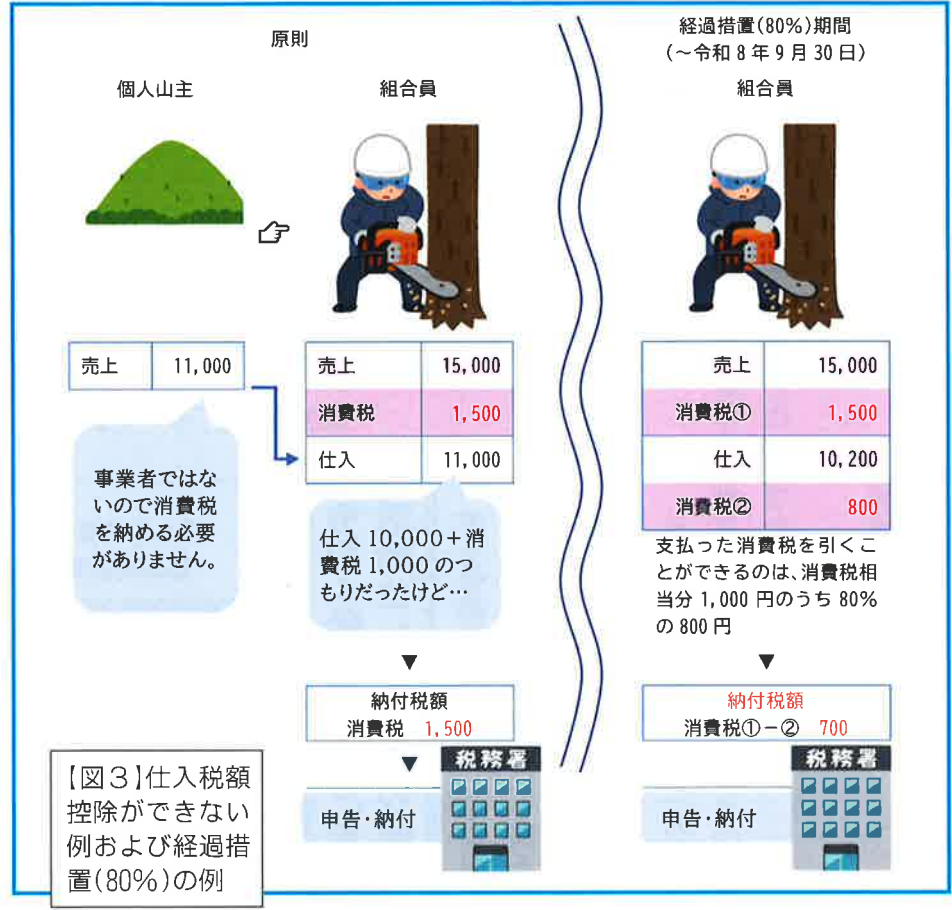 原則
個人山主
組合員
売上 11,000
事業者ではな
いので消費税
を納める必要
がありません。
売上 15,000
消費税 1,500
仕入 11,000
仕入10,000＋消
費税1,000のつ
もりだったけど…
▼
納付税額
消費税 1,500
▼
税務署
申告･納付
経過措置(80%)期間
(～令和8年9月30日)
組合員
売上 15,000
消費税① 1,500
仕入 10,200
消費税② 800
支払った消費税を引くこ
とができるのは、消費税相
当分1,000円のうち80%
の800円
▼
納付税額
消費税①－② 700
税務署
申告･納付
【図3】仕入税額
控除ができない
例および経過措
置(80%)の例